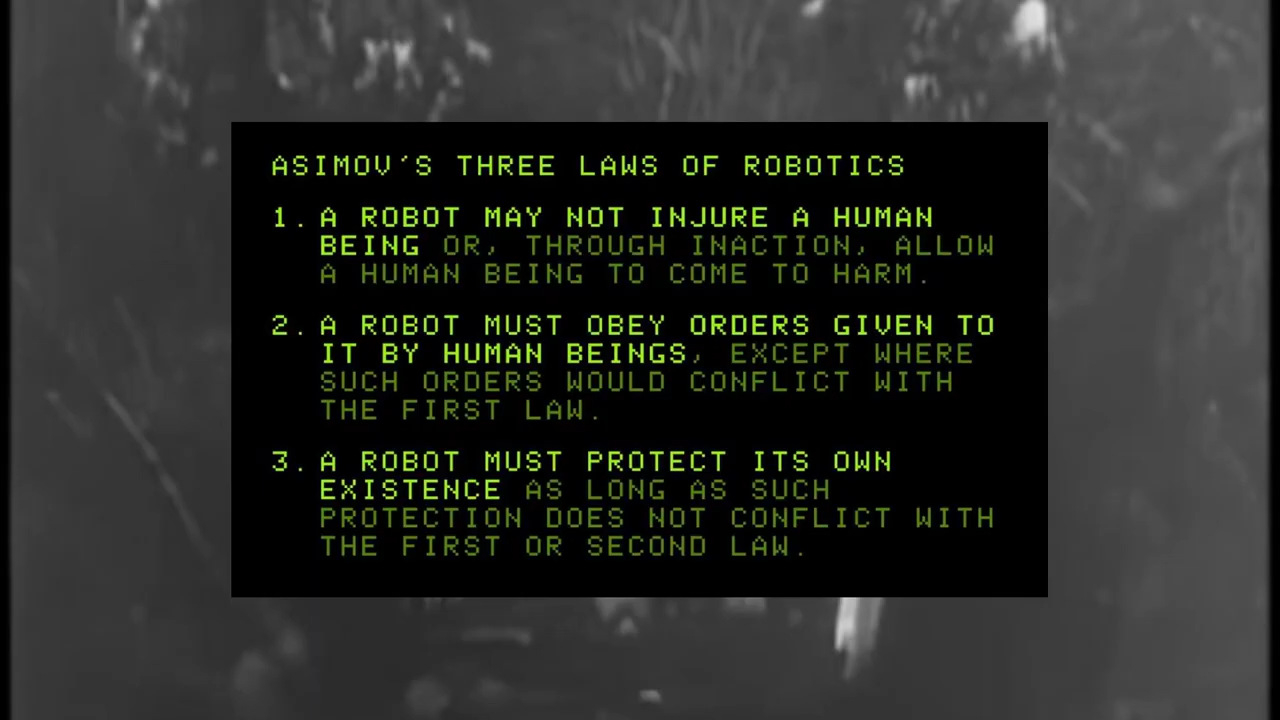 ASIMOV'S THREE LAWS OF ROBOTICS
1. A ROBOT MAY NOT INJURE A HUMAN
BEING OR, THROUGH INACTION, ALLOW
A HUMAN BEING TO COME TO HARM.
2. A ROBOT MUST OBEY ORDERS GIVEN TO
IT BY HUMAN BEINGS, EXCEPT WHERE
SUCH ORDERS WOULD CONFLICT WITH
THE FIRST LAW.
3. A ROBOT MUST PROTECT ITS OWN
EXISTENCE AS LONG AS SUCH
PROTECTION DOES NOT CONFLICT WITH
THE FIRST OR SECOND LAW.